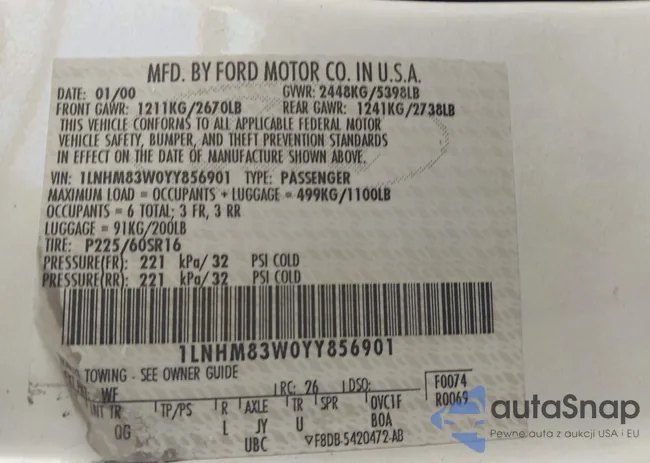 MFD. BY FORD MOTOR CO. IN U.S.A.
DATE: 01/00 GVWR: 2448KG/5398LB
FRONT GAWR: 1211KG/2670LB REAR GAWR: 1241KG/2738LB
THIS VEHICLE CONFORMS TO ALL APPLICABLE FEDERAL MOTOR
VEHICLE SAFETY, BUMPER, AND THEFT PREVENTION STANDARDS
IN EFFECT ON THE DATE OF MANUFACTURE SHOWN ABOVE.
VIN: 1LNHM83W0YY856901 TYPE: PASSENGER
MAXIMUM LOAD = OCCUPANTS + LUGGAGE = 499KG/1100LB
OCCUPANTS = 6 TOTAL; 3 FR, 3 RR
LUGGAGE = 91KG/200LB
TIRE: P225/60SR16
PRESSURE(FR): 221 kPa/32 PSI COLD
PRESSURE(RR): 221 kPa/32 PSI COLD
1LNHM83W0YY856901
TOWING - SEE OWNER GUIDE
WF RC: 26 DSO: F0074
INT TR TP/PS R AXLE TR SPR OVC1F R0069
OG L JY U BOA
UBC ▽F8DB-5420472-AB
autaSnap
Pewne auta z aukcji USA i EU